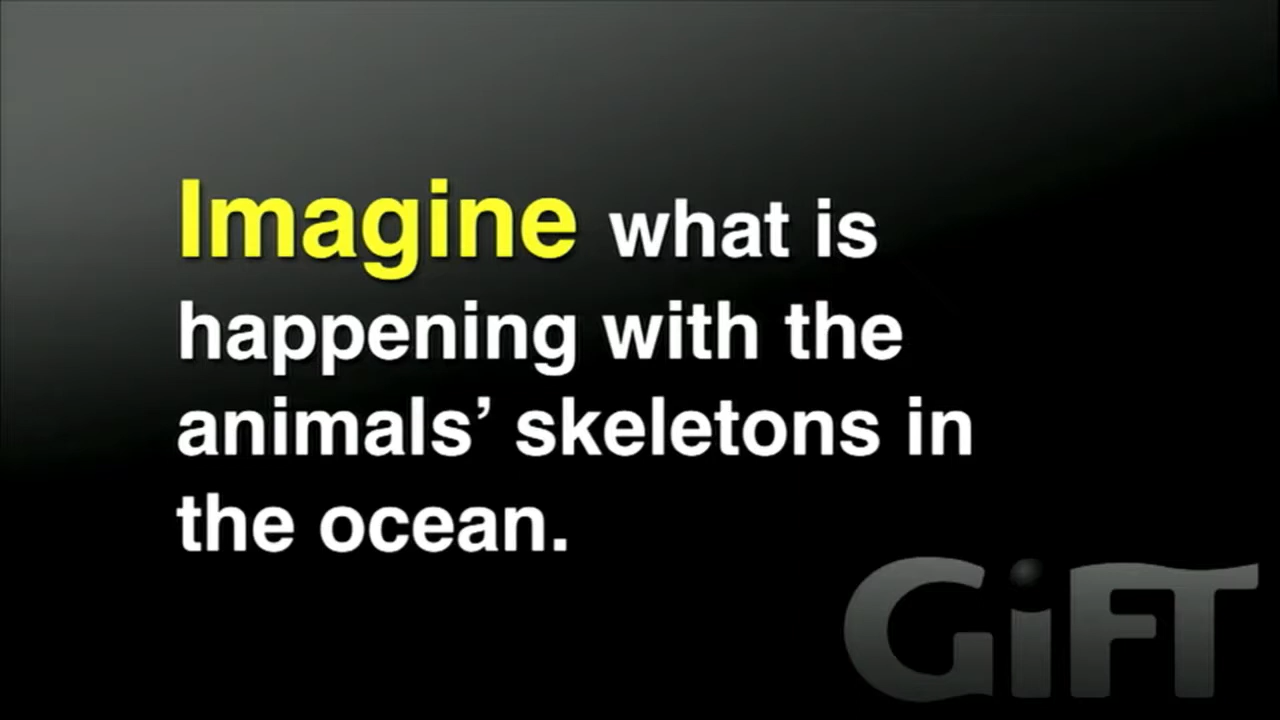 Imagine what is
happening with the
animals’ skeletons in
the ocean.
GiFT